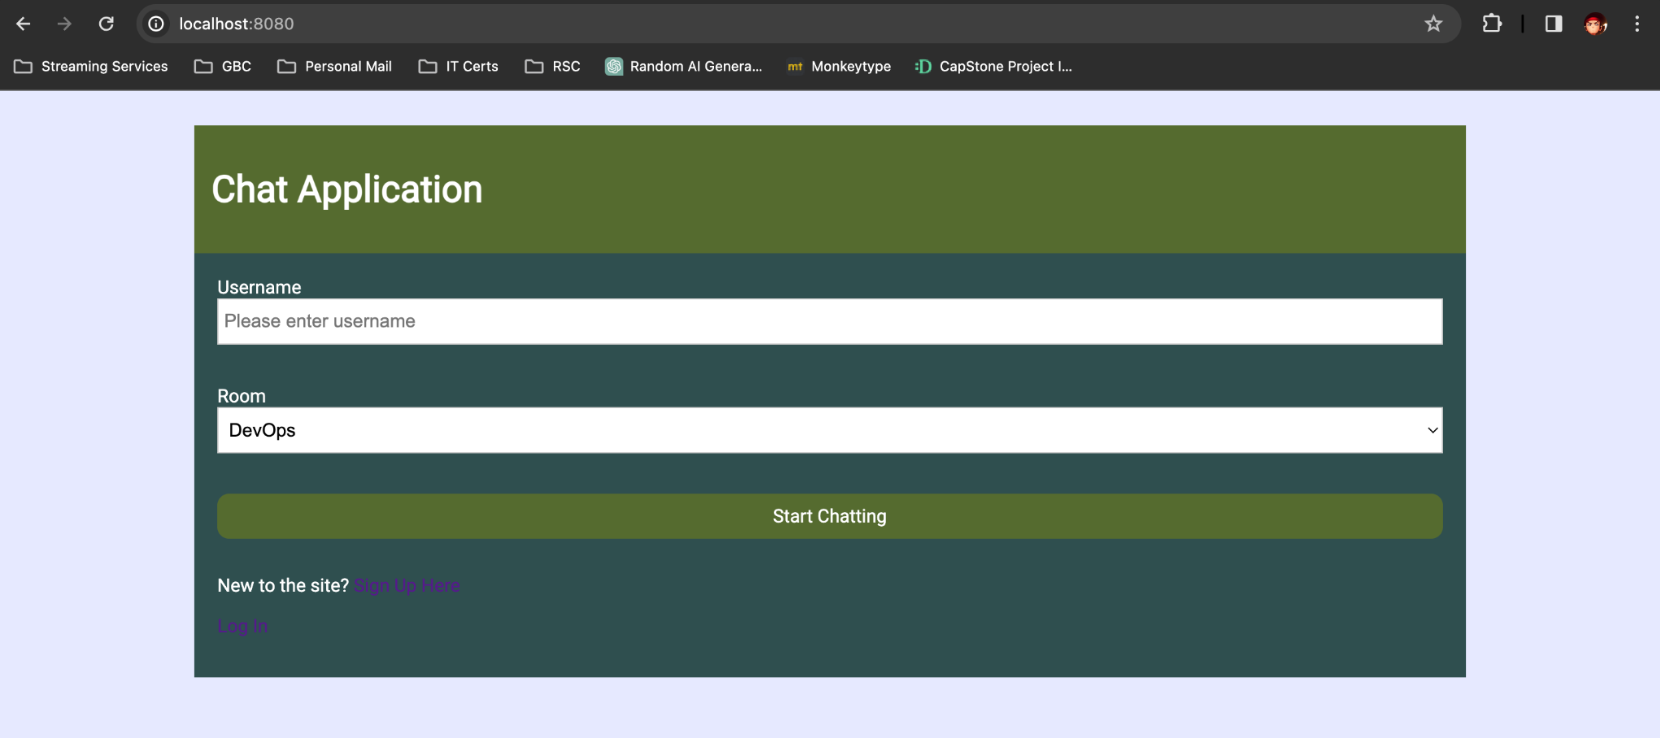 localhost:8080
Streaming Services GBC Personal Mail IT Certs RSC Random AI Genera... mt Monkeytype :D CapStone Project I...
Chat Application
Username
Please enter username
Room
DevOps
Start Chatting
New to the site? Sign Up Here
Log In